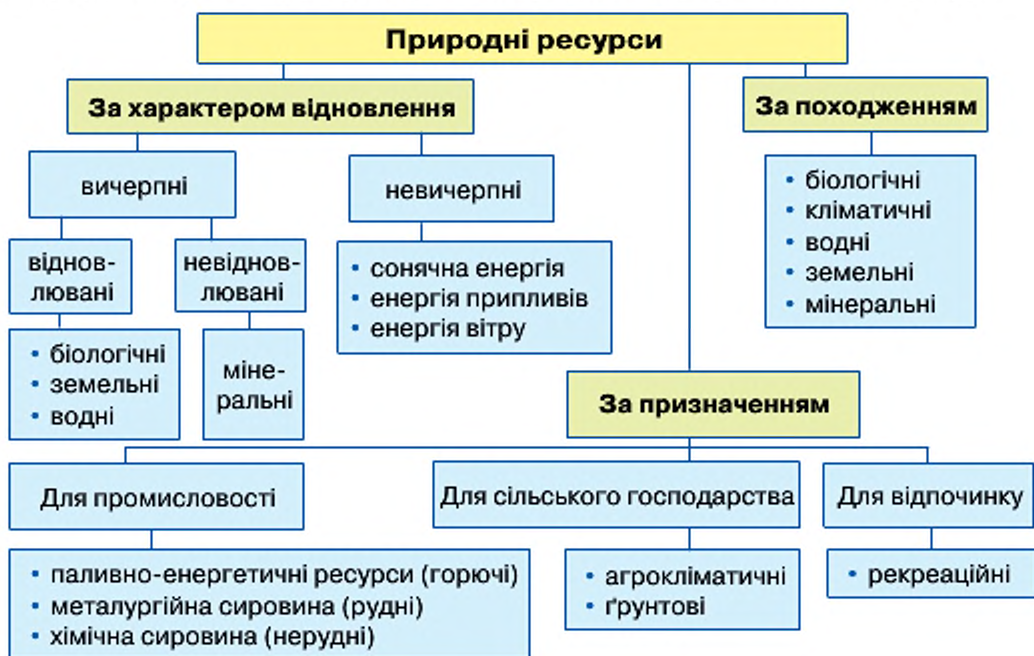 Природні ресурси
За характером відновлення
За походженням
вичерпні
невичерпні
віднов-
лювані
невіднов-
лювані
• біологічні
• земельні
• водні
міне-
ральні
• сонячна енергія
• енергія припливів
• енергія вітру
• біологічні
• кліматичні
• водні
• земельні
• мінеральні
За призначенням
Для промисловості
Для сільського господарства
Для відпочинку
• паливно-енергетичні ресурси (горючі)
• металургійна сировина (рудні)
• хімічна сировина (нерудні)
• агрокліматичні
• ґрунтові
• рекреаційні